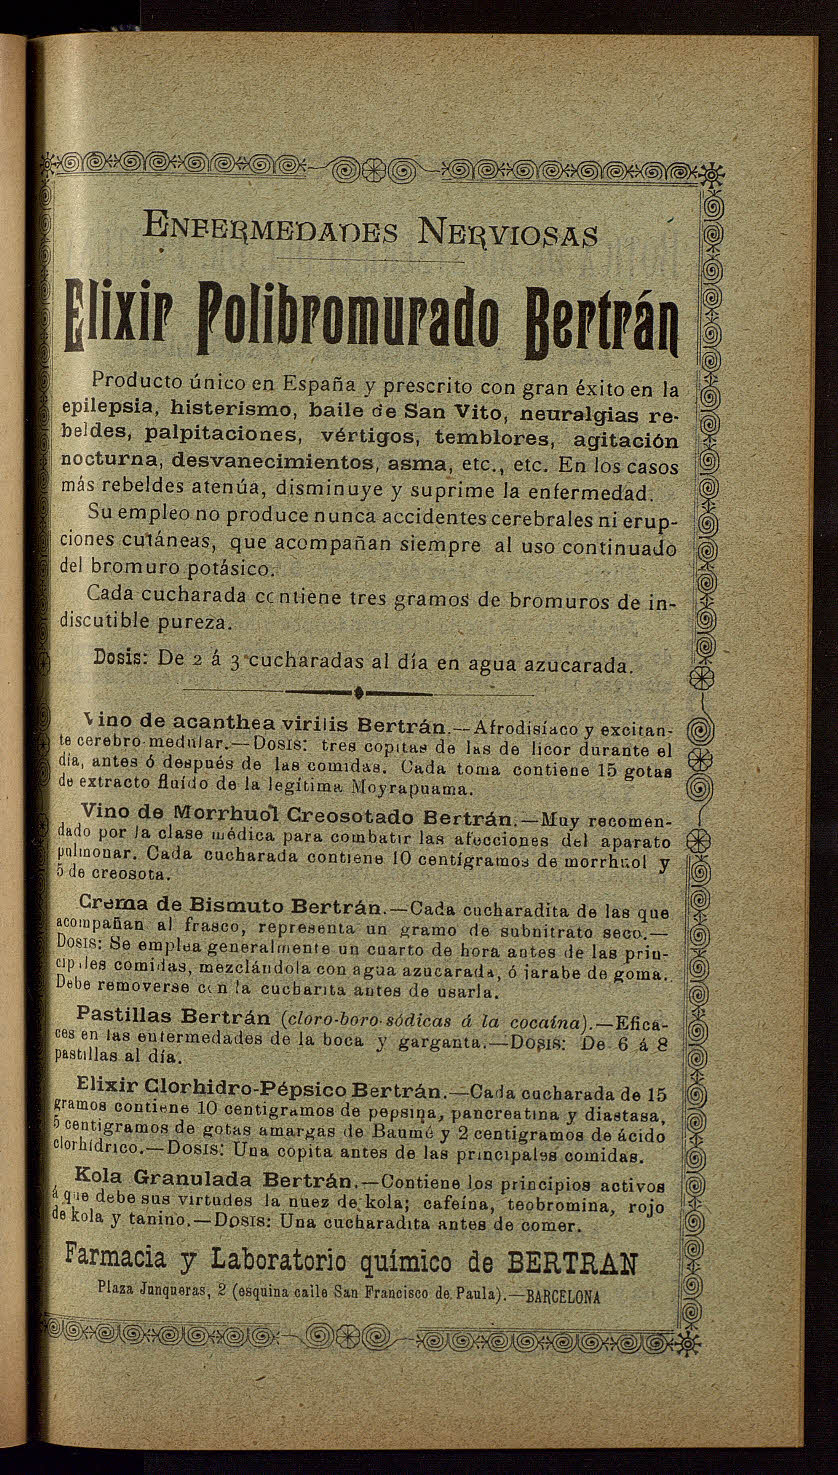 ENFERMEDADES NERVIOSAS
Elixir Polibromurado Bertrán
Producto único en España y prescrito con gran éxito en la
epilepsia, histerismo, baile de San Vito, neuralgias re-
beldes, palpitaciones, vértigos, temblores, agitación
nocturna, desvanecimientos, asma, etc., etc. En los casos
más rebeldes atenúa, disminuye y suprime la enfermedad.
Su empleo no produce nunca accidentes cerebrales ni erup-
ciones cutáneas, que acompañan siempre al uso continuado
del bromuro potásico.
Cada cucharada contiene tres gramos de bromuros de in-
discutible pureza.
Dosis: De 2 á 3 cucharadas al día en agua azucarada.
Vino de acanthea virilis Bertrán.—Afrodisíaco y excitan-
te cerebro-medular.—DOSIS: tres copitas de las de licor durante el
día, antes ó después de las comidas. Cada toma contiene 15 gotas
de extracto fluído de la legítima Moyrapuama.
Vino de Morrhuol Creosotado Bertrán.—Muy recomen-
dado por la clase médica para combatir las afecciones del aparato
pulmonar. Cada cucharada contiene 10 centígramos de morrhuol y
5 de creosota.
Crema de Bismuto Bertrán.—Cada cucharadita de las que
acompañan al frasco, representa un gramo de subnitrato seco.—
DOSIS: Se emplea generalmente un cuarto de hora antes de las prin-
cipales comidas, mezclándola con agua azucarada, ó jarabe de goma.
Debe removerse con la cucharita antes de usarla.
Pastillas Bertrán (cloro-boro-sódicas á la cocaína).—Efica-
ces en las enfermedades de la boca y garganta.—DOSIS: De 6 á 8
pastillas al día.
Elixir Clorhidro-Pépsico Bertrán.—Cada cucharada de 15
gramos contiene 10 centigramos de pepsina, pancreatina y diastasa,
5 centigramos de gotas amargas de Baumé y 2 centigramos de ácido
clorhídrico.—DOSIS: Una copita antes de las principales comidas.
Kola Granulada Bertrán.—Contiene los principios activos
á que debe sus virtudes la nuez de kola; cafeína, teobromina, rojo
de kola y tanino.—DOSIS: Una cucharadita antes de comer.
Farmacia y Laboratorio químico de BERTRAN
Plaza Junqueras, 2 (esquina calle San Francisco de Paula).—BARCELONA